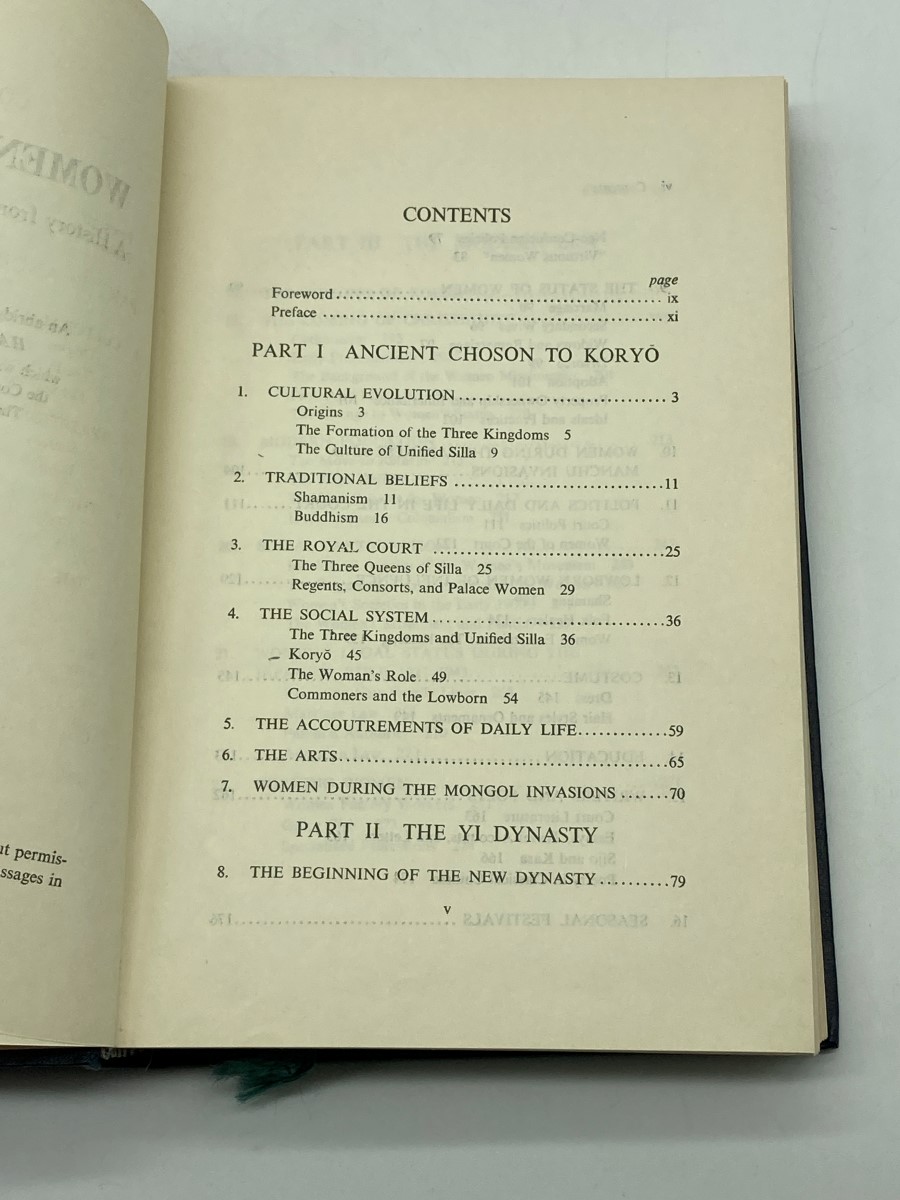 CONTENTS
page
Foreword.................................................. ix
Preface .................................................... xi
PART I ANCIENT CHOSON TO KORYŎ
1. CULTURAL EVOLUTION............................... 3
Origins 3
The Formation of the Three Kingdoms 5
The Culture of Unified Silla 9
2. TRADITIONAL BELIEFS ...............................11
Shamanism 11
Buddhism 16
3. THE ROYAL COURT ..................................25
The Three Queens of Silla 25
Regents, Consorts, and Palace Women 29
4. THE SOCIAL SYSTEM..................................36
The Three Kingdoms and Unified Silla 36
Koryŏ 45
The Woman's Role 49
Commoners and the Lowborn 54
5. THE ACCOUTREMENTS OF DAILY LIFE.............59
6. THE ARTS................................................65
7. WOMEN DURING THE MONGOL INVASIONS .......70
PART II THE YI DYNASTY
8. THE BEGINNING OF THE NEW DYNASTY..........79
v
ut permis-
ssages in